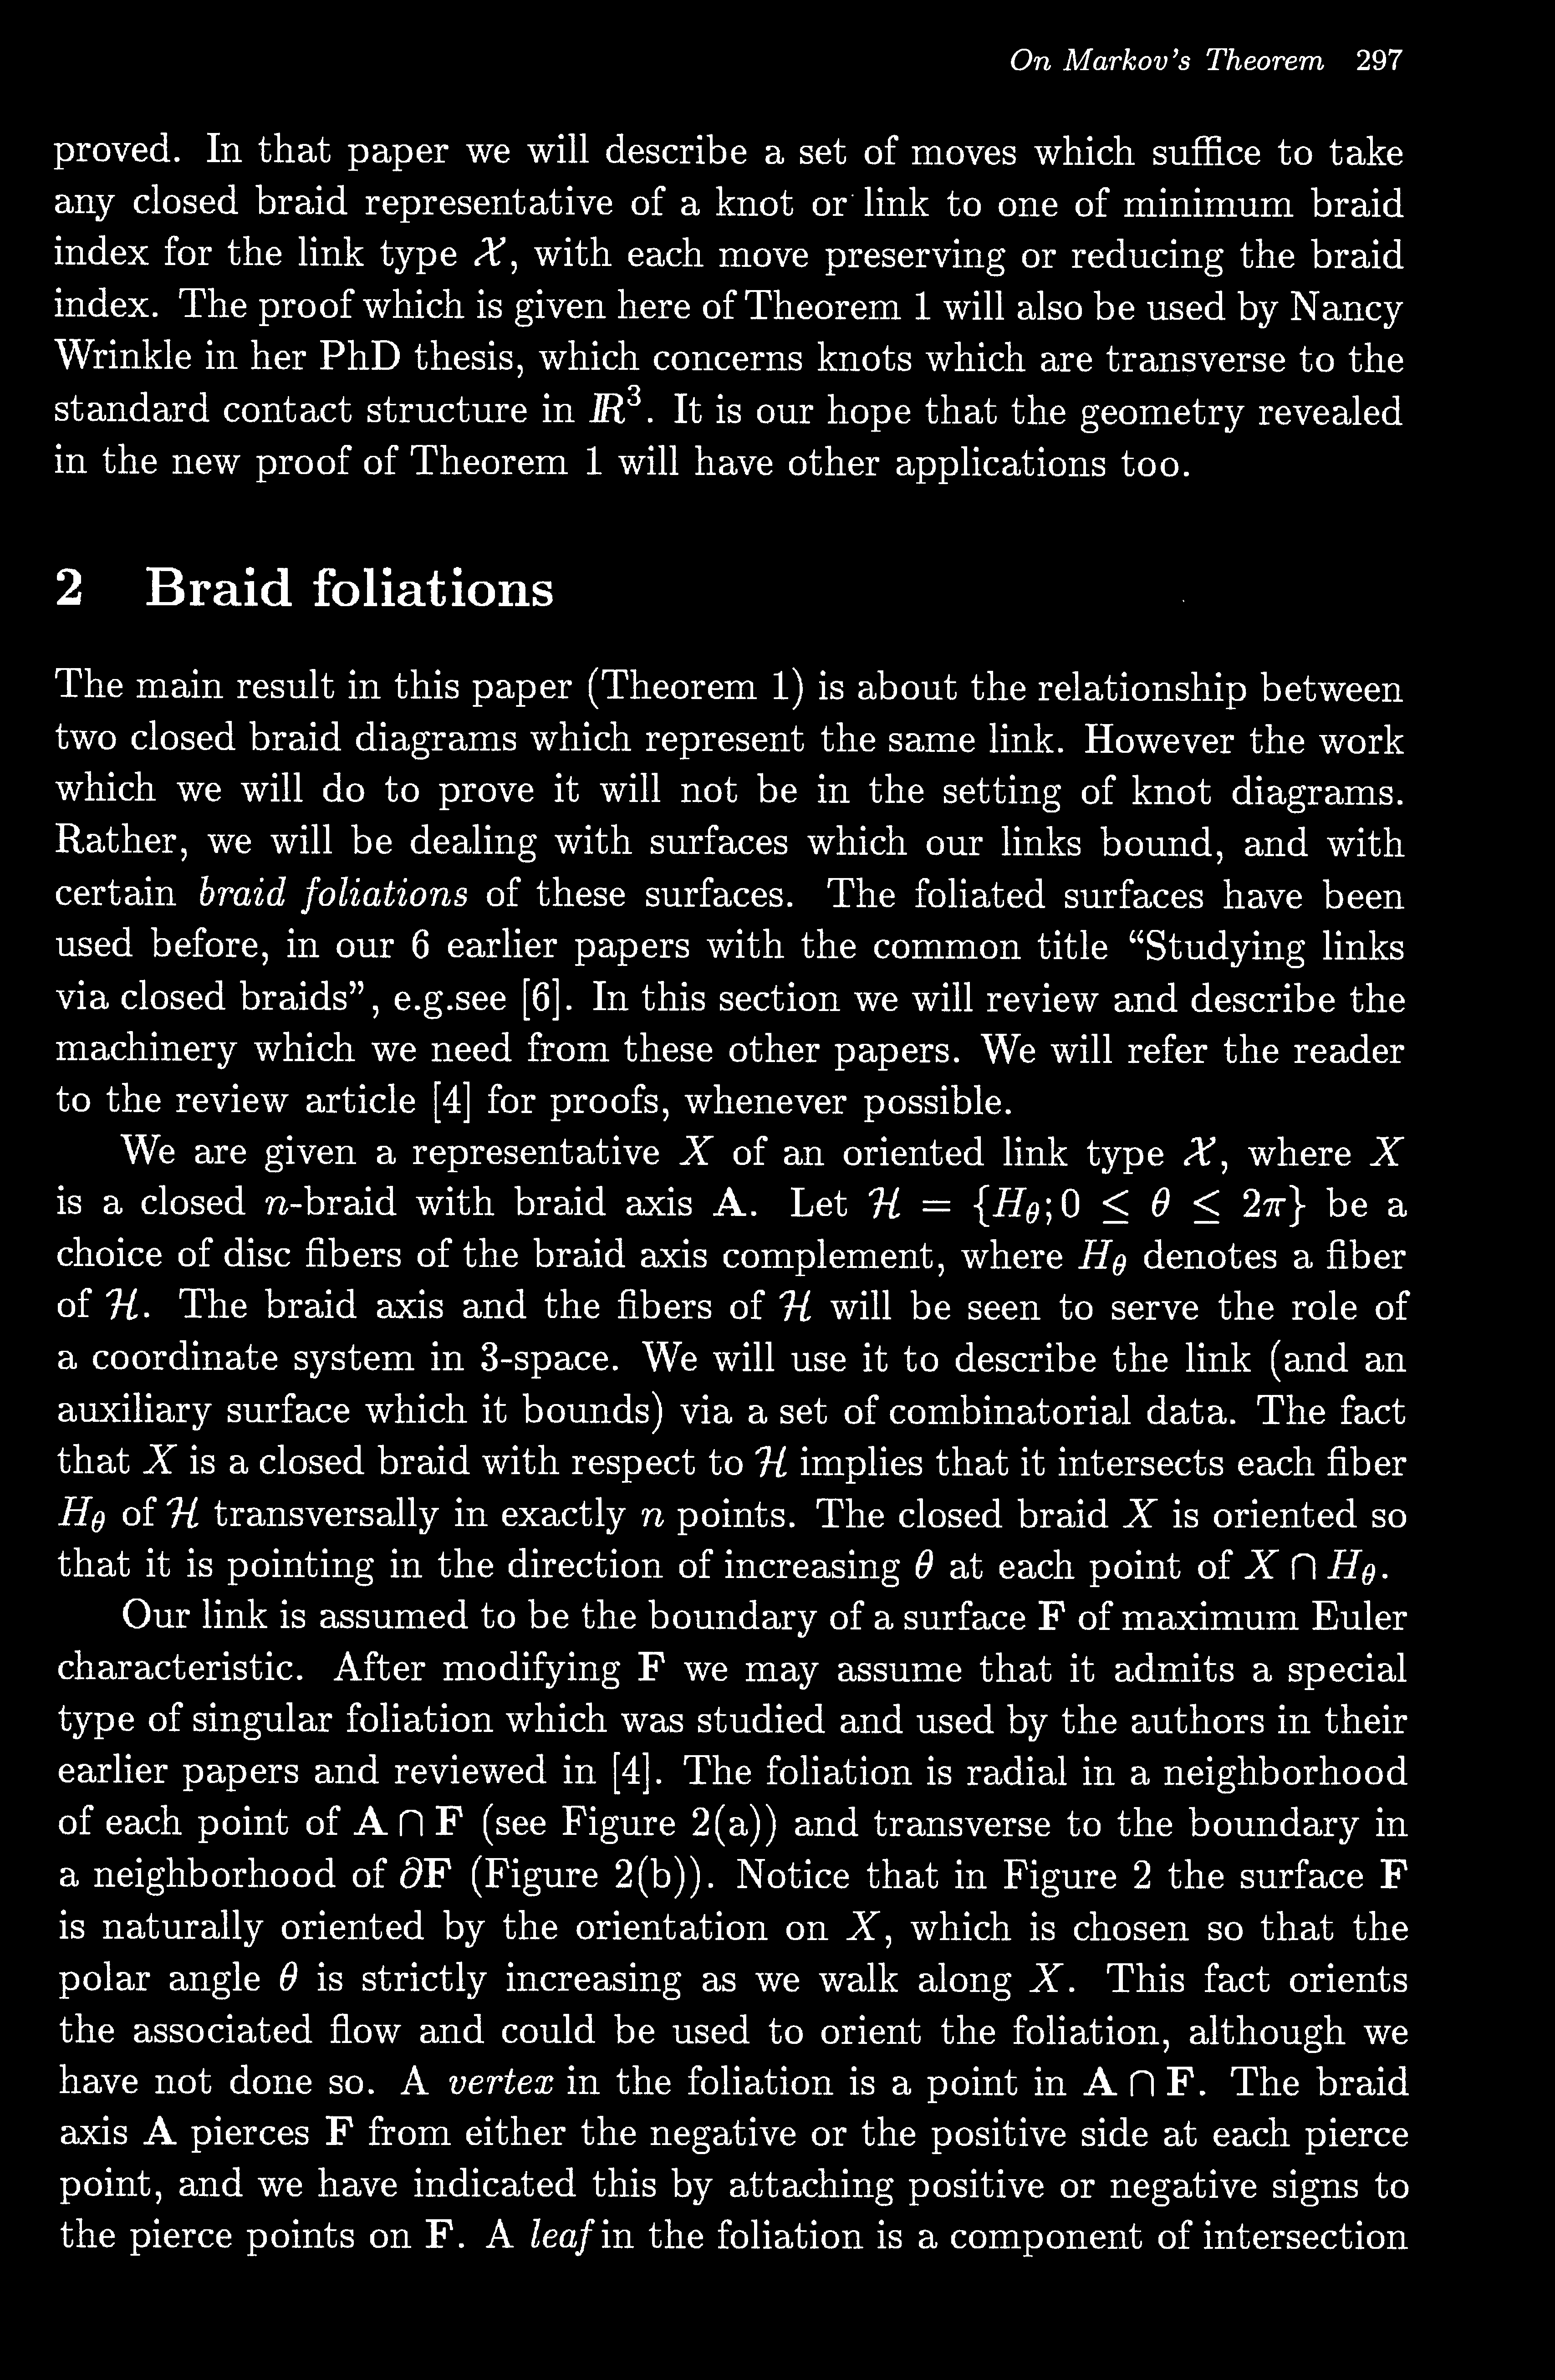 On Markov's Theorem 297
proved. In that paper we will describe a set of moves which suffice to take
any closed braid representative of a knot or link to one of minimum braid
index for the link type 𝒳, with each move preserving or reducing the braid
index. The proof which is given here of Theorem 1 will also be used by Nancy
Wrinkle in her PhD thesis, which concerns knots which are transverse to the
standard contact structure in ℝ³. It is our hope that the geometry revealed
in the new proof of Theorem 1 will have other applications too.
2 Braid foliations
The main result in this paper (Theorem 1) is about the relationship between
two closed braid diagrams which represent the same link. However the work
which we will do to prove it will not be in the setting of knot diagrams.
Rather, we will be dealing with surfaces which our links bound, and with
certain braid foliations of these surfaces. The foliated surfaces have been
used before, in our 6 earlier papers with the common title “Studying links
via closed braids”, e.g.see [6]. In this section we will review and describe the
machinery which we need from these other papers. We will refer the reader
to the review article [4] for proofs, whenever possible.
We are given a representative X of an oriented link type 𝒳, where X
is a closed n-braid with braid axis A. Let ℋ = {H_θ; 0 ≤ θ ≤ 2π} be a
choice of disc fibers of the braid axis complement, where H_θ denotes a fiber
of ℋ. The braid axis and the fibers of ℋ will be seen to serve the role of
a coordinate system in 3-space. We will use it to describe the link (and an
auxiliary surface which it bounds) via a set of combinatorial data. The fact
that X is a closed braid with respect to ℋ implies that it intersects each fiber
H_θ of ℋ transversally in exactly n points. The closed braid X is oriented so
that it is pointing in the direction of increasing θ at each point of X ∩ H_θ.
Our link is assumed to be the boundary of a surface F of maximum Euler
characteristic. After modifying F we may assume that it admits a special
type of singular foliation which was studied and used by the authors in their
earlier papers and reviewed in [4]. The foliation is radial in a neighborhood
of each point of A ∩ F (see Figure 2(a)) and transverse to the boundary in
a neighborhood of ∂F (Figure 2(b)). Notice that in Figure 2 the surface F
is naturally oriented by the orientation on X, which is chosen so that the
polar angle θ is strictly increasing as we walk along X. This fact orients
the associated flow and could be used to orient the foliation, although we
have not done so. A vertex in the foliation is a point in A ∩ F. The braid
axis A pierces F from either the negative or the positive side at each pierce
point, and we have indicated this by attaching positive or negative signs to
the pierce points on F. A leaf in the foliation is a component of intersection